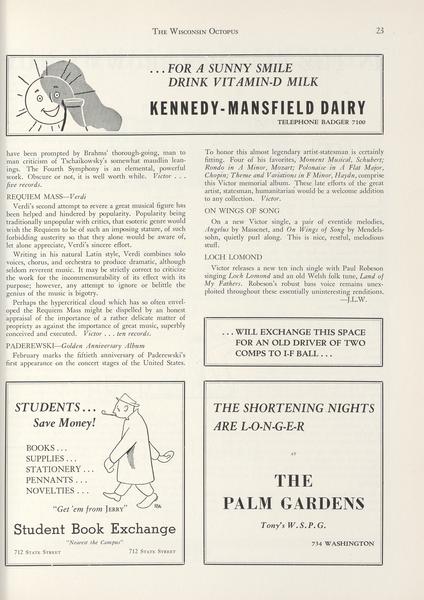 The Wisconsin Octopus
23
...FOR A SUNNY SMILE
DRINK VITAMIN-D MILK
KENNEDY-MANSFIELD DAIRY
TELEPHONE BADGER 7100
have been prompted by Brahms' thorough-going, man to
man criticism of Tschaikowsky's somewhat maudlin lean-
ings. The Fourth Symphony is an elemental, powerful
work. Obscure or not, it is well worth while. Victor . . .
five records.
REQUIEM MASS—Verdi
Verdi's second attempt to revere a great musical figure has
been helped and hindered by popularity. Popularity being
traditionally unpopular with critics, that esoteric gent would
wish the Requiem to be of such an imposing stature, of such
forbidding austerity so that they alone would be aware of,
let alone appreciate, Verdi's sincere effort.
Writing in his natural Latin style, Verdi combines solo
voices, chorus, and orchestra to produce dramatic, although
seldom reverent music. It may be strictly correct to criticize
the work for the incommensurability of its effect with its
purpose; however, any attempt to ignore or belittle the
genius of the music is bigotry.
Perhaps the hypercritical cloud which has so often envel-
oped the Requiem Mass might be dispelled by an honest
appraisal of the importance of a rather delicate matter of
propriety as against the importance of great music, superbly
conceived and executed. Victor . . . ten records.
PADEREWSKI—Golden Anniversary Album
February marks the fiftieth anniversary of Paderewski's
first appearance on the concert stages of the United States.
To honor this almost legendary artist-statesman is certainly
fitting. Four of his favorites, Moment Musical, Schubert;
Rondo in A Minor, Mozart; Polonaise in A Flat Major,
Chopin; Theme and Variations in F Minor, Haydn, comprise
this Victor memorial album. These late efforts of the great
artist, statesman, humanitarian would be a welcome addition
to any collection. Victor.
ON WINGS OF SONG
On a new Victor single, a pair of eventide melodies,
Angelus by Massenet, and On Wings of Song by Mendels-
sohn, quietly purl along. This is nice, restful, melodious
stuff.
LOCH LOMOND
Victor releases a new ten inch single with Paul Robeson
singing Loch Lomond and an old Welsh folk tune, Land of
My Fathers. Robeson's robust bass voice remains unex-
ploited throughout these essentially uninteresting renditions.
—J.L.W.
...WILL EXCHANGE THIS SPACE
FOR AN OLD DRIVER OF TWO
COMPS TO I-F BALL...
STUDENTS...
Save Money!
BOOKS...
SUPPLIES...
STATIONERY...
PENNANTS...
NOVELTIES...
"Get 'em from JERRY"
Student Book Exchange
"Nearest the Campus"
712 STATE STREET
712 STATE STREET
THE SHORTENING NIGHTS
ARE L-O-N-G-E-R
AT
THE
PALM GARDENS
Tony's W.S.P.G.
734 WASHINGTON